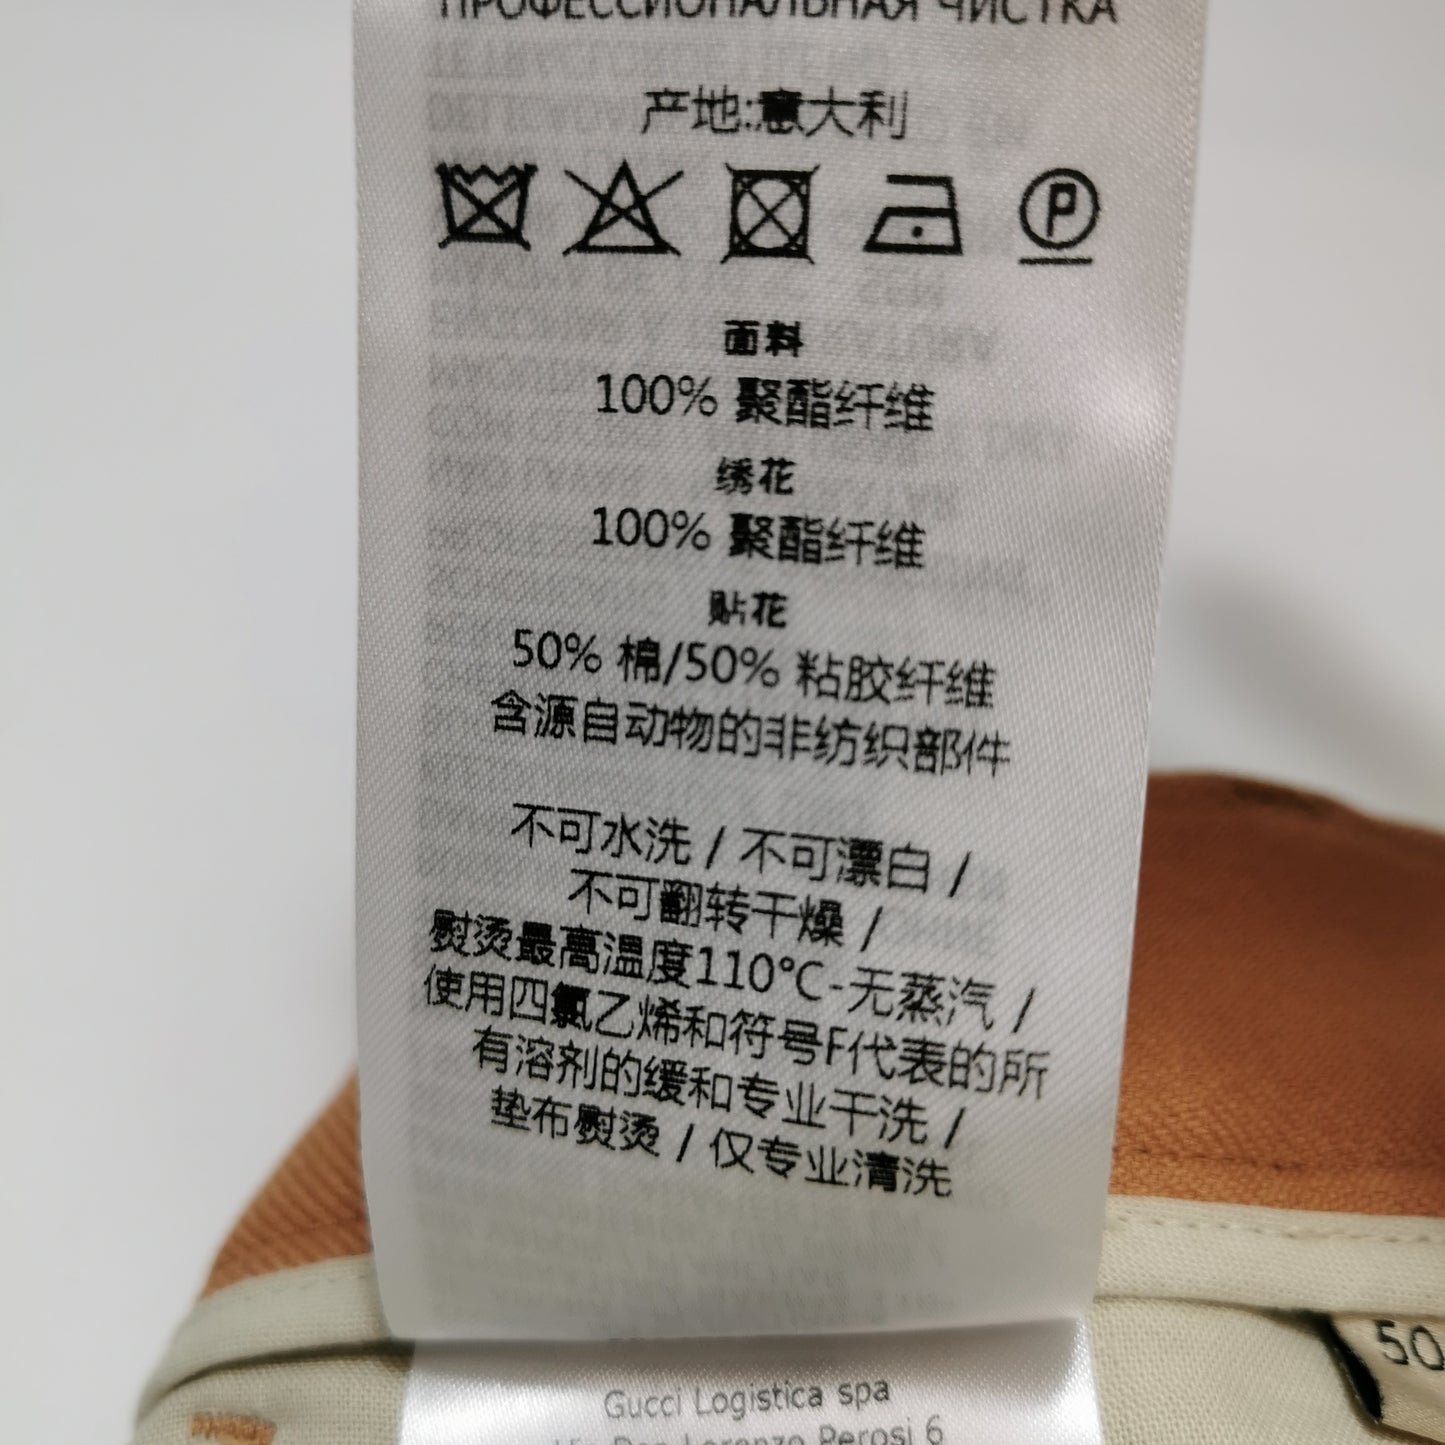 ПРОФЕССИОНАЛЬНАЯ ЧИСТКА
产地:意大利
P
面料
100% 聚酯纤维
绣花
100% 聚酯纤维
贴花
50% 棉/50% 粘胶纤维
含源自动物的非纺织部件
不可水洗 / 不可漂白 /
不可翻转干燥 /
熨烫最高温度110°C-无蒸汽 /
使用四氯乙烯和符号F代表的所
有溶剂的缓和专业干洗 /
垫布熨烫 / 仅专业清洗
50
Gucci Logistica spa
Via Don Lorenzo Perosi 6